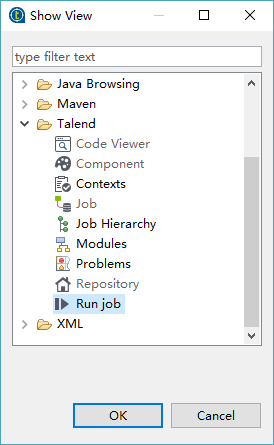 Show View
type filter text
Java Browsing
Maven
Talend
Code Viewer
Component
Contexts
Job
Job Hierarchy
Modules
Problems
Repository
Run job
XML
OK
Cancel